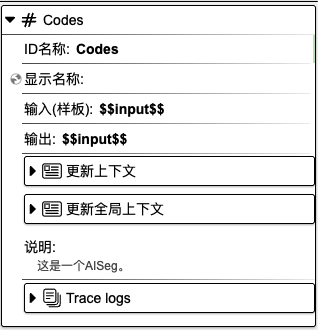 # Codes
ID名称: Codes
显示名称:
输入(样板): $$input$$
输出: $$input$$
更新上下文
更新全局上下文
说明:
这是一个AISeg。
Trace logs